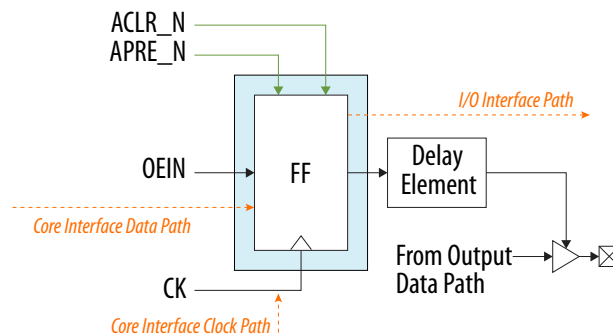 ACLR_N
APRE_N
I/O Interface Path
OEIN
FF
Delay
Element
Core Interface Data Path
From Output
Data Path
CK
Core Interface Clock Path